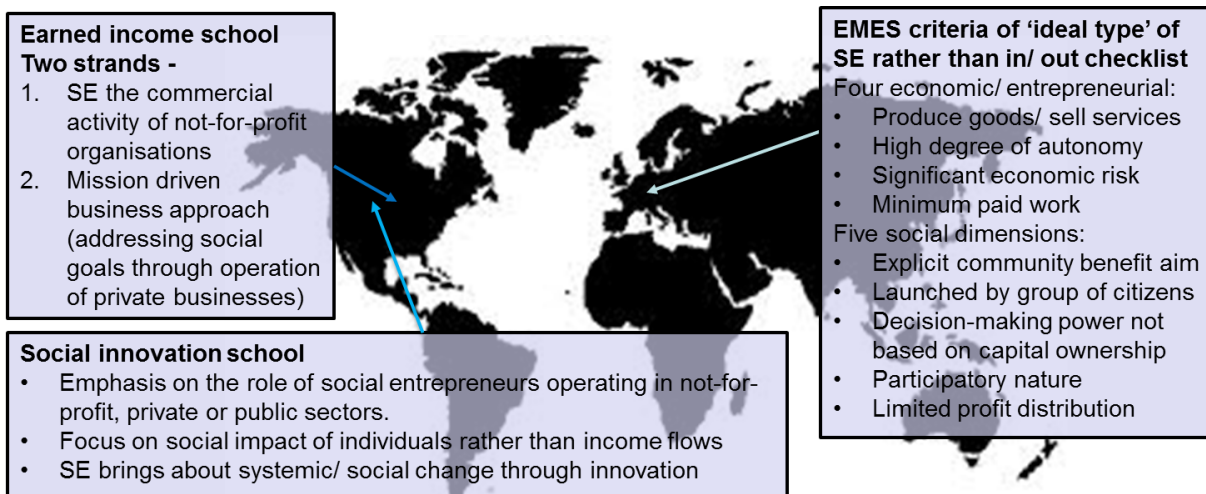 Earned income school
Two strands -
1. SE the commercial
activity of not-for-profit
organisations
2. Mission driven
business approach
(addressing social
goals through operation
of private businesses)
Social innovation school
• Emphasis on the role of social entrepreneurs operating in not-for-
profit, private or public sectors.
• Focus on social impact of individuals rather than income flows
• SE brings about systemic/ social change through innovation
EMES criteria of ‘ideal type’ of
SE rather than in/ out checklist
Four economic/ entrepreneurial:
• Produce goods/ sell services
• High degree of autonomy
• Significant economic risk
• Minimum paid work
Five social dimensions:
• Explicit community benefit aim
• Launched by group of citizens
• Decision-making power not
based on capital ownership
• Participatory nature
• Limited profit distribution